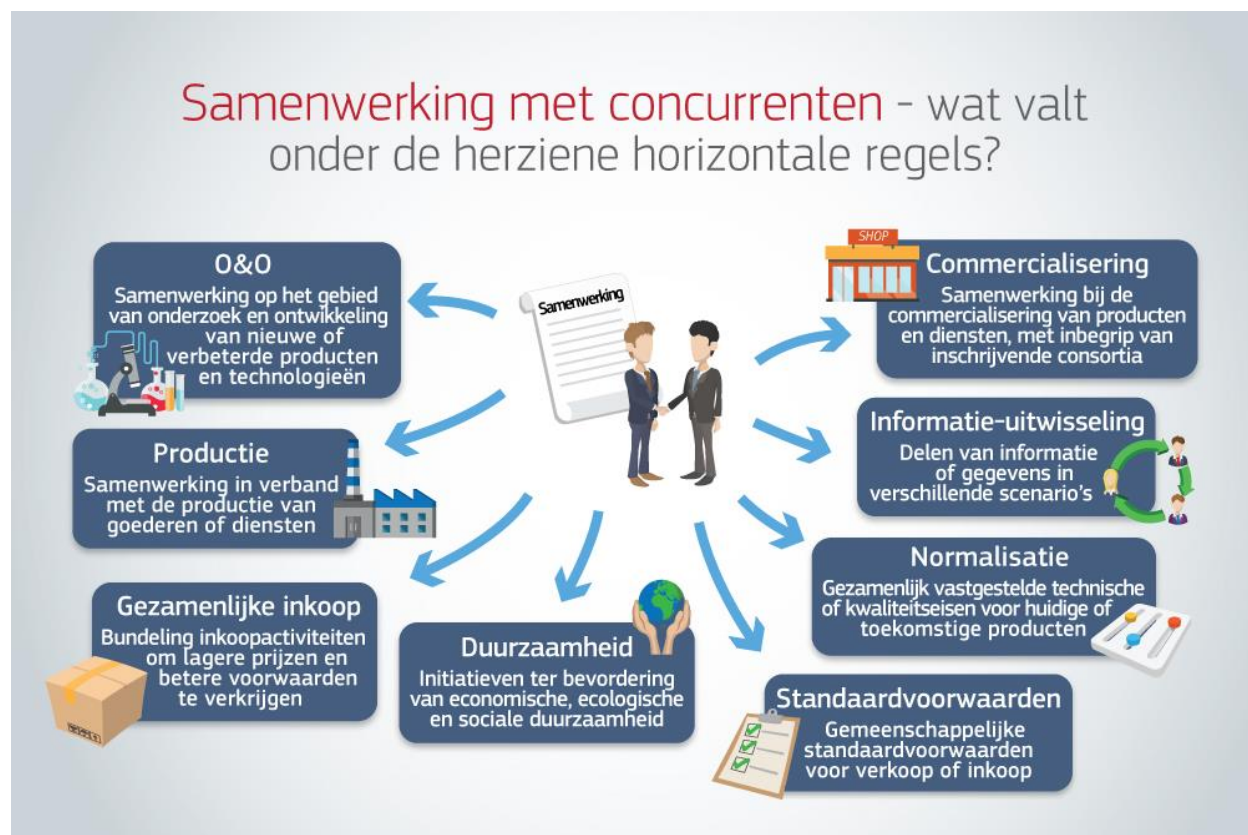 Samenwerking met concurrenten - wat valt
onder de herziene horizontale regels?
O&O
Samenwerking op het gebied
van onderzoek en ontwikkeling
van nieuwe of
verbeterde producten
en technologieën
Productie
Samenwerking in verband
met de productie van
goederen of diensten
Gezamenlijke inkoop
Bundeling inkoopactiviteiten
om lagere prijzen en
betere voorwaarden
te verkrijgen
Samenwerking
Duurzaamheid
Initiatieven ter bevordering
van economische, ecologische
en sociale duurzaamheid
SHOP
Commercialisering
Samenwerking bij de
commercialisering van producten
en diensten, met inbegrip van
inschrijvende consortia
Informatie-uitwisseling
Delen van informatie
of gegevens in
verschillende scenario's
Normalisatie
Gezamenlijk vastgestelde technische
of kwaliteitseisen voor huidige of
toekomstige producten
Standaardvoorwaarden
Gemeenschappelijke
standaardvoorwaarden
voor verkoop of inkoop